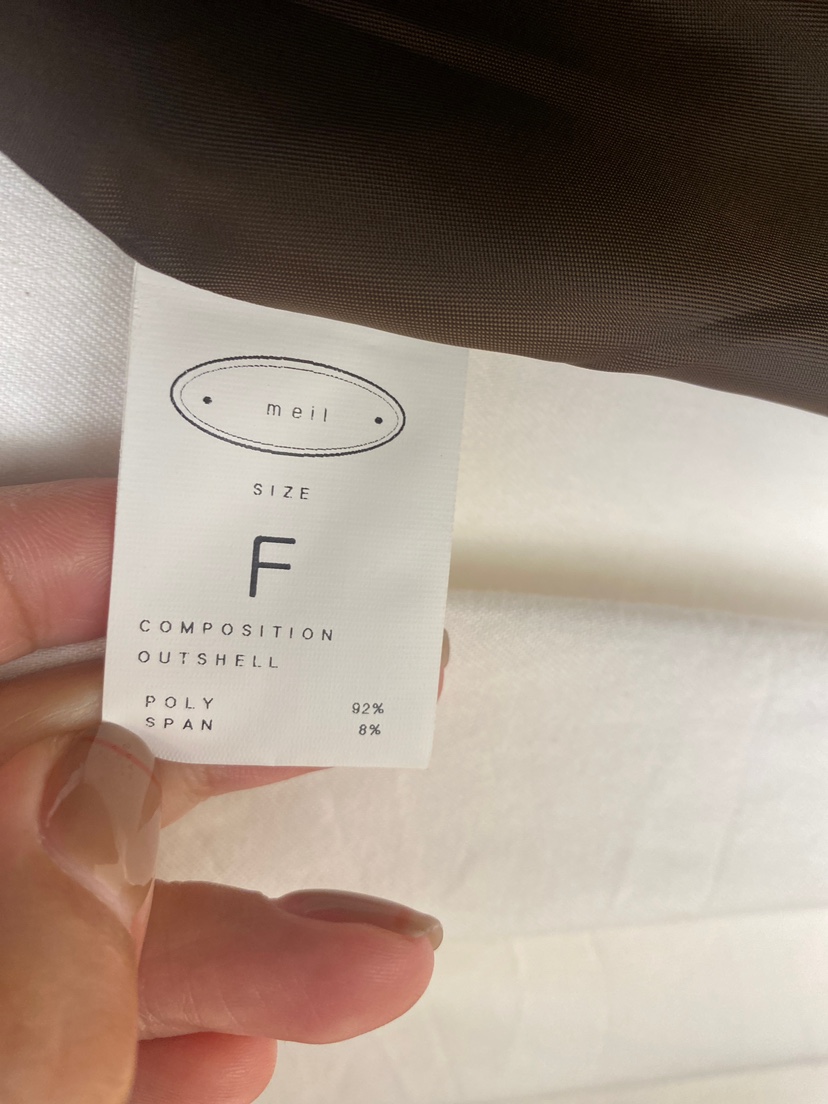 meil
SIZE
F
COMPOSITION
OUTSHELL
POLY 92%
SPAN 8%